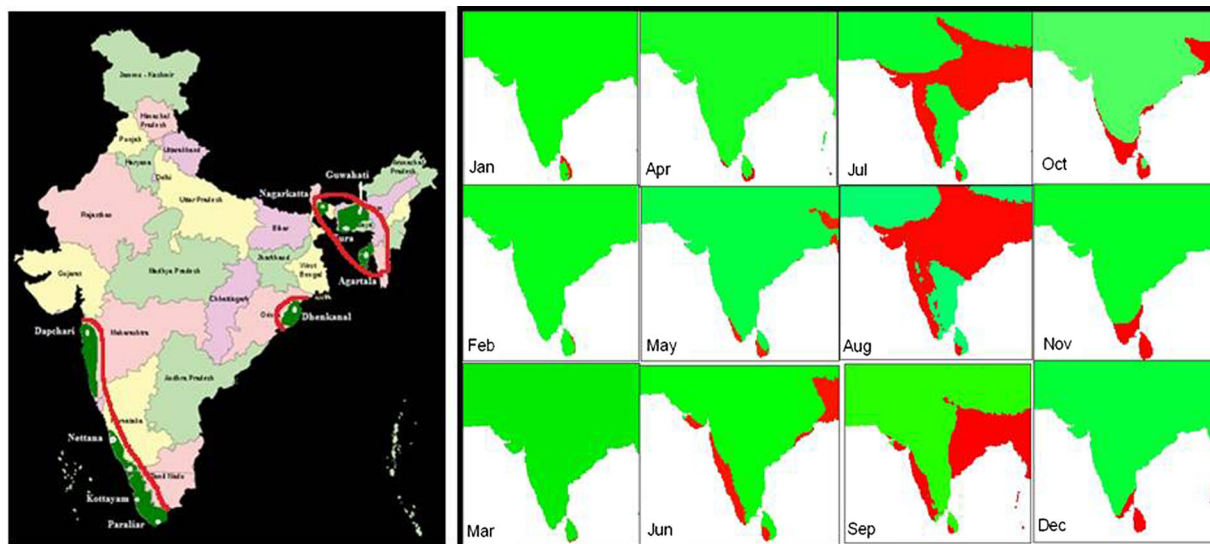 Jammu - Kashmir
Himachal
Pradesh
Punjab
Uttarakhand
Haryana
Delhi
Arunachal
Pradesh
Guwahati
Nagarkatta
Rajasthan
Uttar Pradesh
Bihar
Agartala
Jharkhand
West
Bengal
Gujarat
Madhya Pradesh
Chhattisgarh
Dhenkanal
Dapchari
Maharashtra
Andhra Pradesh
Nettana
Tamil Nadu
Kottayam
Paraliar
Jan
Apr
Jul
Oct
Feb
May
Aug
Nov
Mar
Jun
Sep
Dec